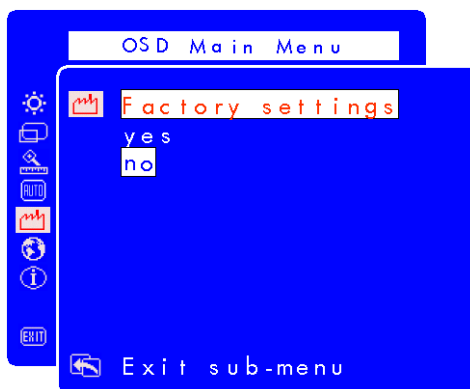 OSD Main Menu
Factory settings
yes
no
AUTO
EXIT
Exit sub-menu